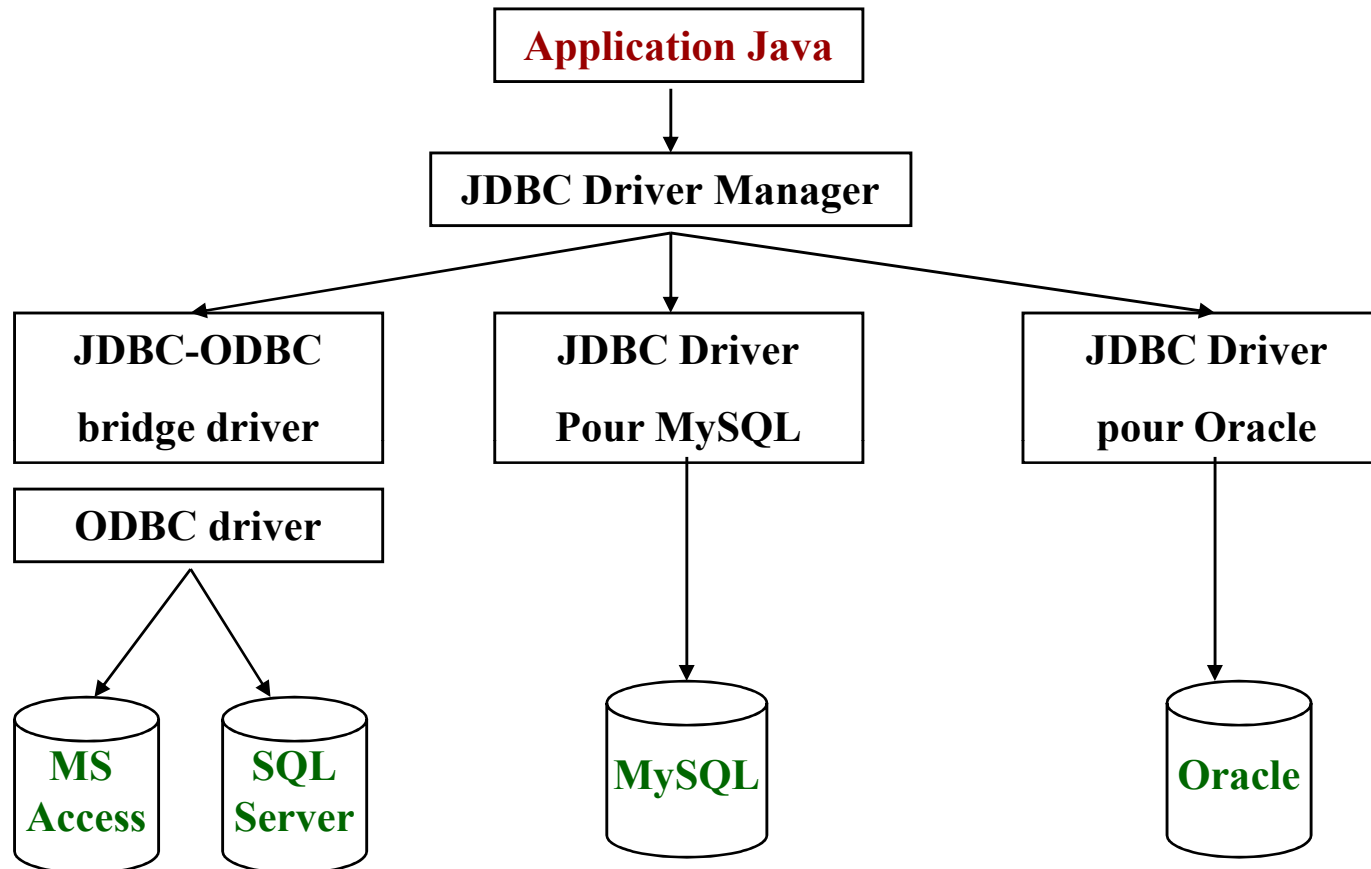 Application Java
JDBC Driver Manager
JDBC-ODBC
bridge driver
JDBC Driver
Pour MySQL
JDBC Driver
pour Oracle
ODBC driver
MS
Access
SQL
Server
MySQL
Oracle